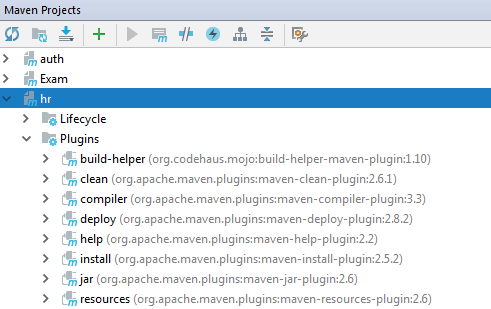 Maven Projects
auth
Exam
hr
Lifecycle
Plugins
build-helper (org.codehaus.mojo:build-helper-maven-plugin:1.10)
clean (org.apache.maven.plugins:maven-clean-plugin:2.6.1)
compiler (org.apache.maven.plugins:maven-compiler-plugin:3.3)
deploy (org.apache.maven.plugins:maven-deploy-plugin:2.8.2)
help (org.apache.maven.plugins:maven-help-plugin:2.2)
install (org.apache.maven.plugins:maven-install-plugin:2.5.2)
jar (org.apache.maven.plugins:maven-jar-plugin:2.6)
resources (org.apache.maven.plugins:maven-resources-plugin:2.6)